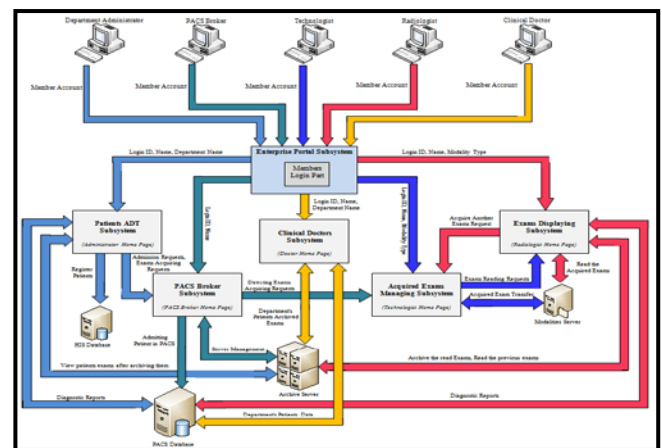 Department Administrator
PACS Broker
Technologist
Radiologist
Clinical Doctor
Member Account
Member Account
Member Account
Member Account
Member Account
Enterprise Portal Subsystem
Members
Login Part
Login ID, Name, Department Name
Login ID, Name, Modality Type
Login ID, Name
Login ID, Name,
Department Name
Login ID, Name, Modality Type
Patients ADT
Subsystem
(Administrator Home Page)
Clinical Doctors
Subsystem
(Doctor Home Page)
Acquire Another
Exams Request
Exams Displaying
Subsystem
(Radiologist Home Page)
Register
Patients
Admission Requests,
Exams Acquiring
Requests
PACS Broker
Subsystem
(PACS Broker Home Page)
Directing Exams
Acquiring Requests
Acquired Exams
Managing Subsystem
(Technologist Home Page)
Exams Reading Requests
Read the
Acquired Exams
Acquired Exam Transfer
Modalities Server
HIS Database
Admitting
Patient in PACS
Department's
Patients Archived
Exams
Server Management
View patients exams after archiving them
Archive the read Exams, Read the previous exams
Archive Server
Diagnostic Reports
Diagnostic Reports
Department's Patients Data
PACS Database